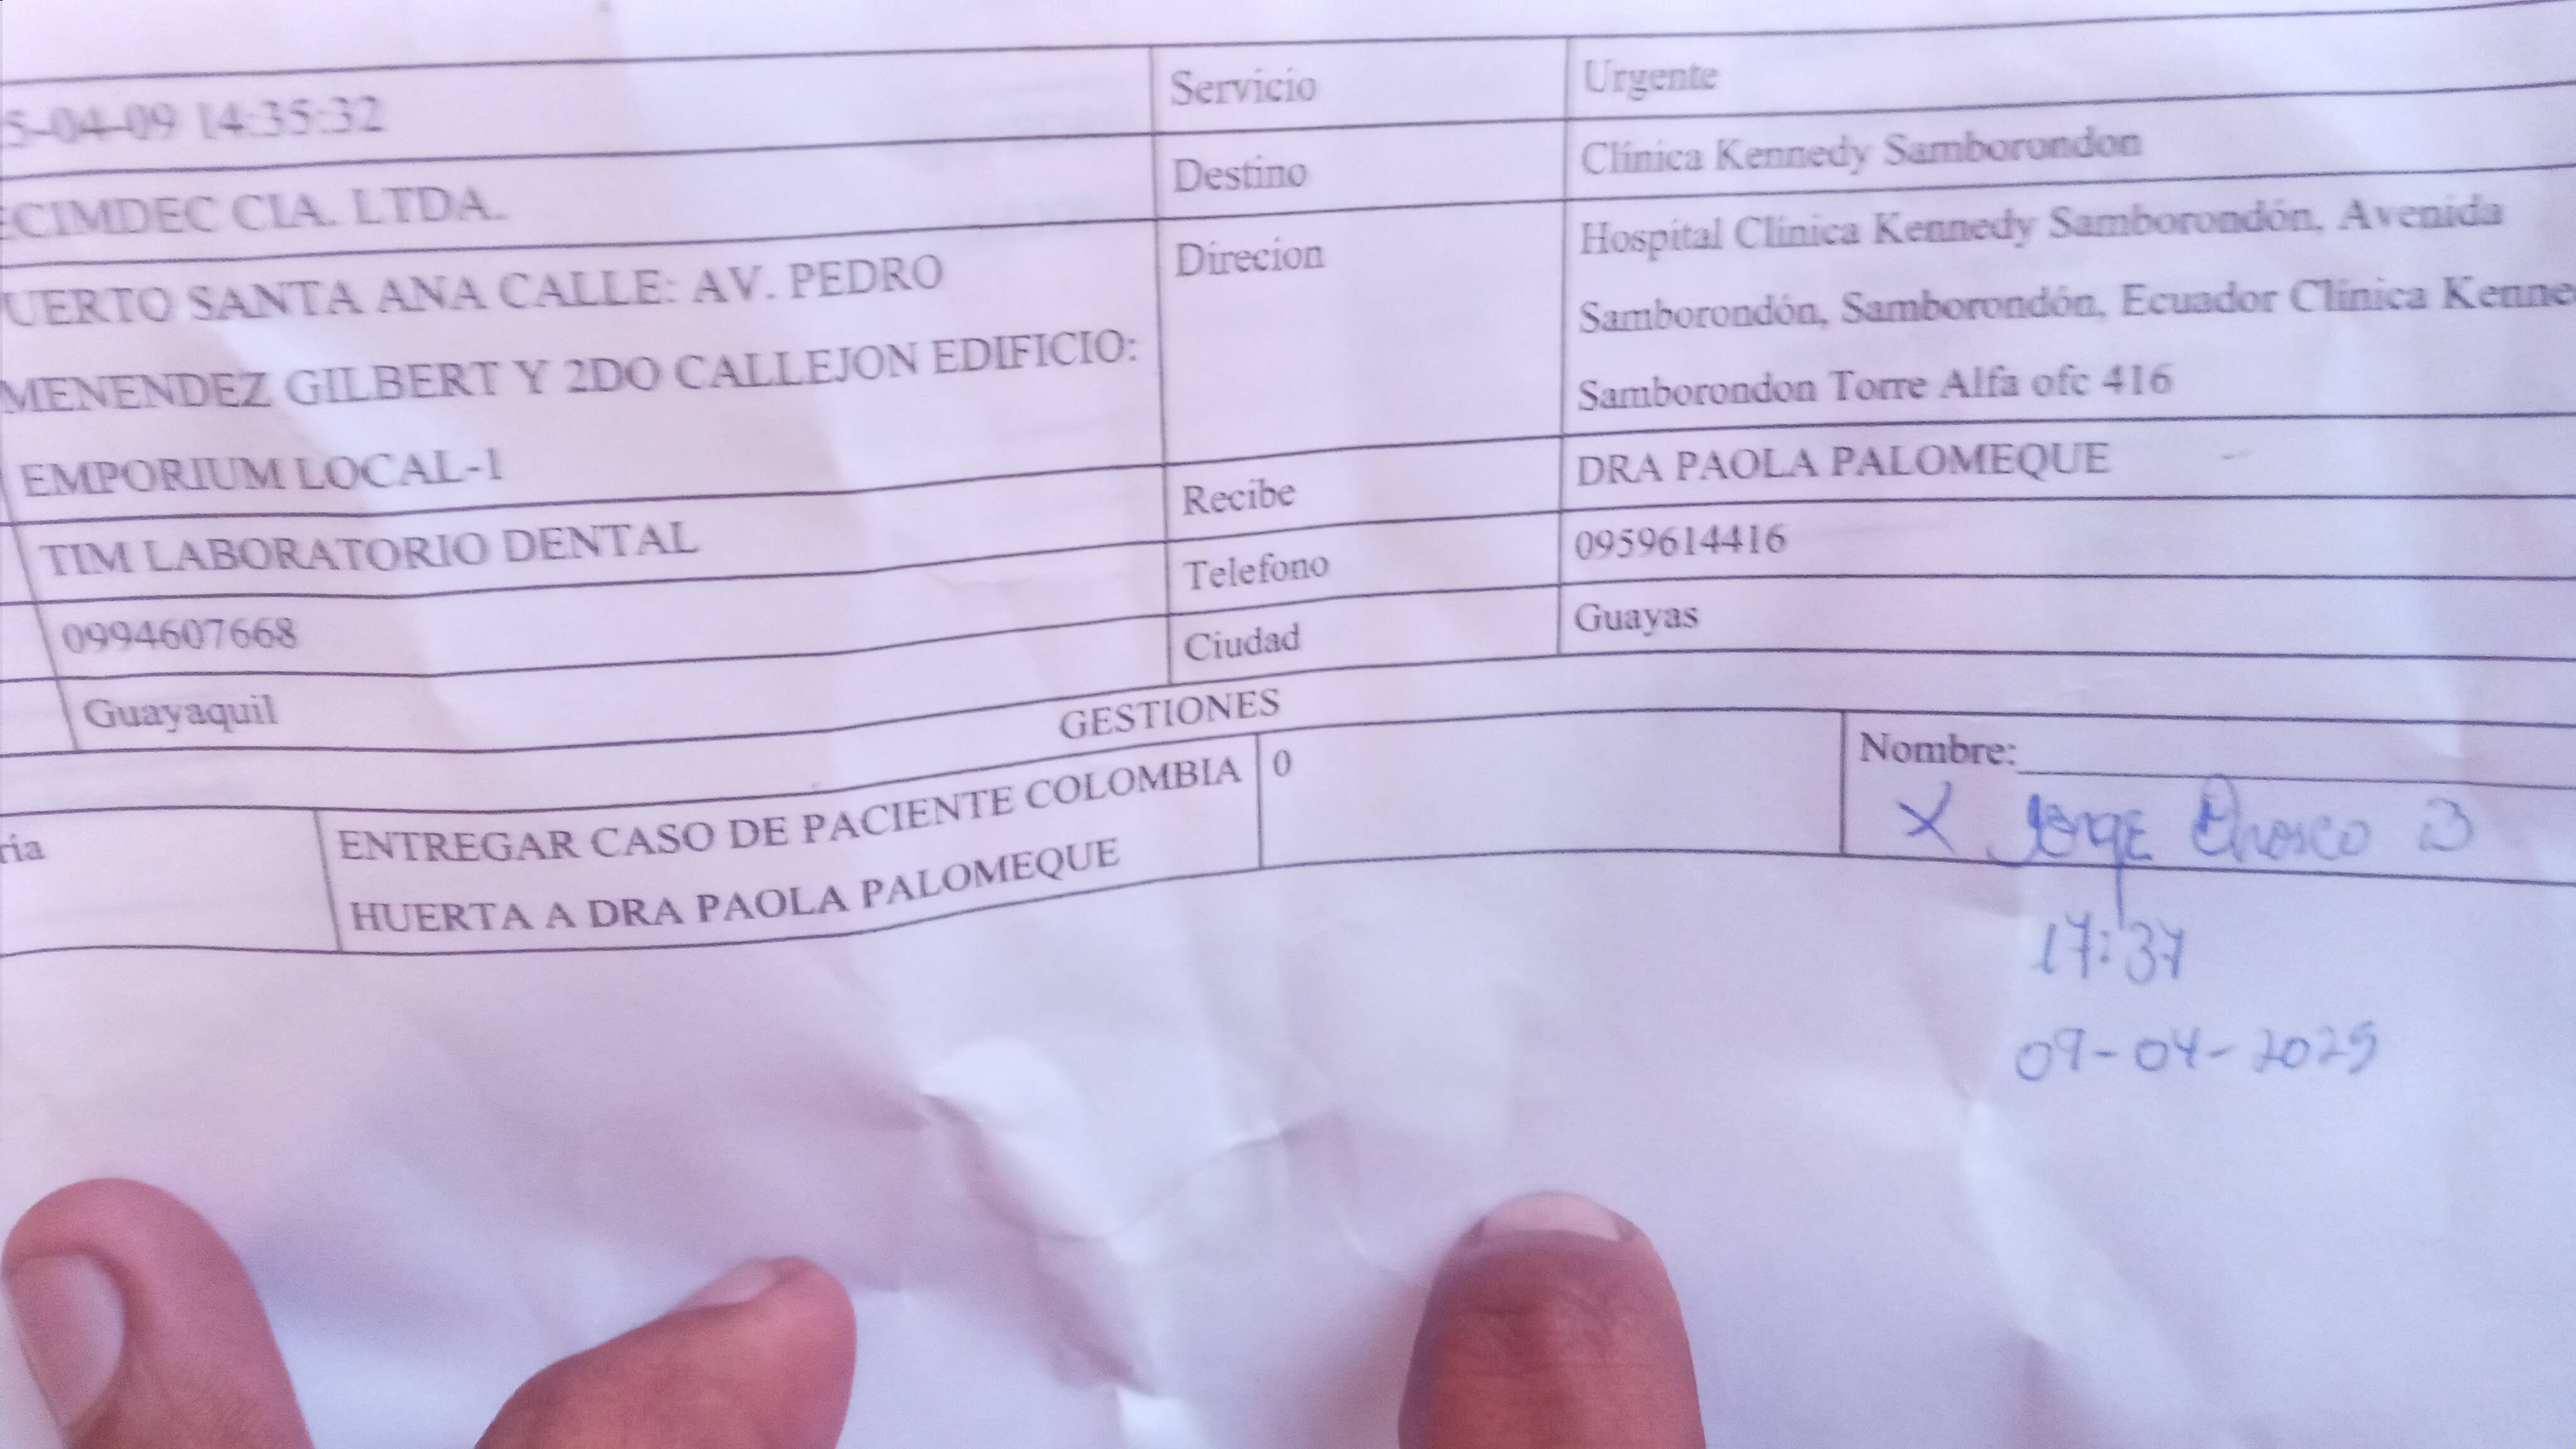 5-04-09 14:35:32
Servicio
Urgente
ECIMDEC CIA. LTDA.
Destino
Clínica Kennedy Samborondon
UERTO SANTA ANA CALLE: AV. PEDRO
MENENDEZ GILBERT Y 2DO CALLEJON EDIFICIO:
EMPORIUM LOCAL-1
Direcion
Hospital Clínica Kennedy Samborondón, Avenida
Samborondón, Samborondón, Ecuador Clínica Kenne
Samborondon Torre Alfa ofc 416
TIM LABORATORIO DENTAL
Recibe
DRA PAOLA PALOMEQUE
0994607668
Telefono
0959614416
Guayaquil
Ciudad
Guayas
GESTIONES
ría
ENTREGAR CASO DE PACIENTE COLOMBIA
HUERTA A DRA PAOLA PALOMEQUE
0
Nombre:
X Jorge
17:37
09-04-2025